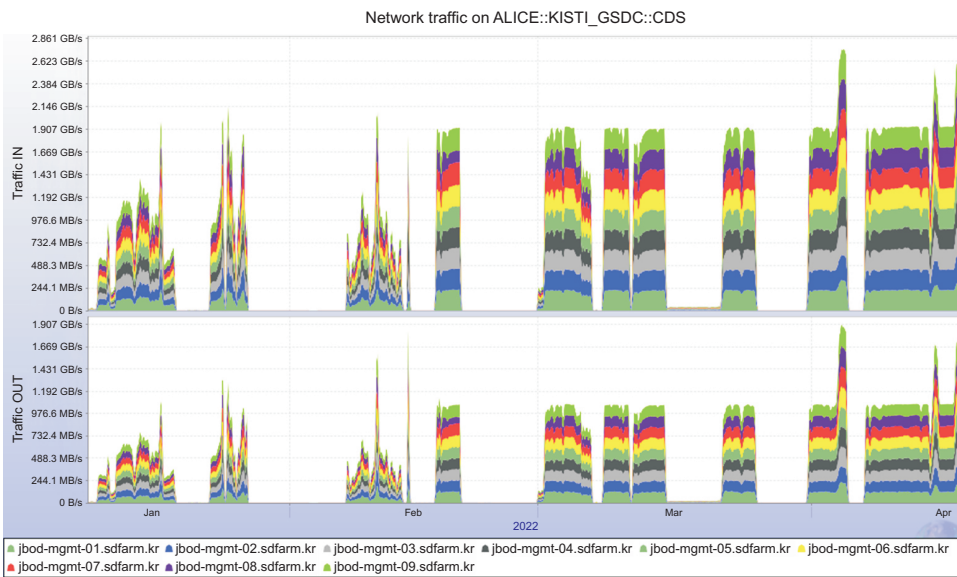 Network traffic on ALICE::KISTI_GSDC::CDS
Traffic IN
2.861 GB/s
2.623 GB/s
2.384 GB/s
2.146 GB/s
1.907 GB/s
1.669 GB/s
1.431 GB/s
1.192 GB/s
976.6 MB/s
732.4 MB/s
488.3 MB/s
244.1 MB/s
0 B/s
Traffic OUT
1.907 GB/s
1.669 GB/s
1.431 GB/s
1.192 GB/s
976.6 MB/s
732.4 MB/s
488.3 MB/s
244.1 MB/s
0 B/s
Jan Feb Mar Apr
2022
jbod-mgmt-01.sdfarm.kr jbod-mgmt-02.sdfarm.kr jbod-mgmt-03.sdfarm.kr jbod-mgmt-04.sdfarm.kr jbod-mgmt-05.sdfarm.kr jbod-mgmt-06.sdfarm.kr
jbod-mgmt-07.sdfarm.kr jbod-mgmt-08.sdfarm.kr jbod-mgmt-09.sdfarm.kr